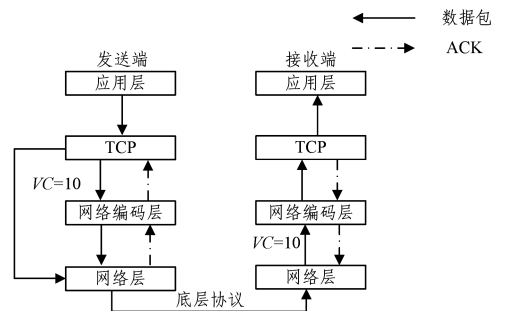 数据包
ACK
发送端
接收端
应用层
应用层
TCP
TCP
VC=10
网络编码层
网络编码层
VC=10
网络层
网络层
底层协议